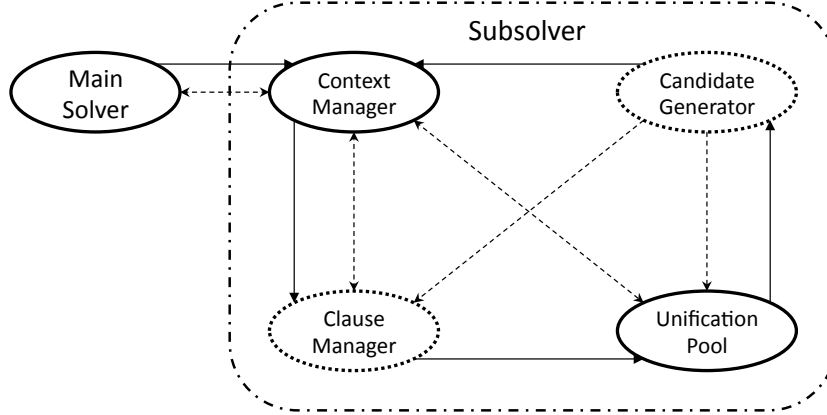 Subsolver
Main
Solver
Context
Manager
Candidate
Generator
Clause
Manager
Unification
Pool